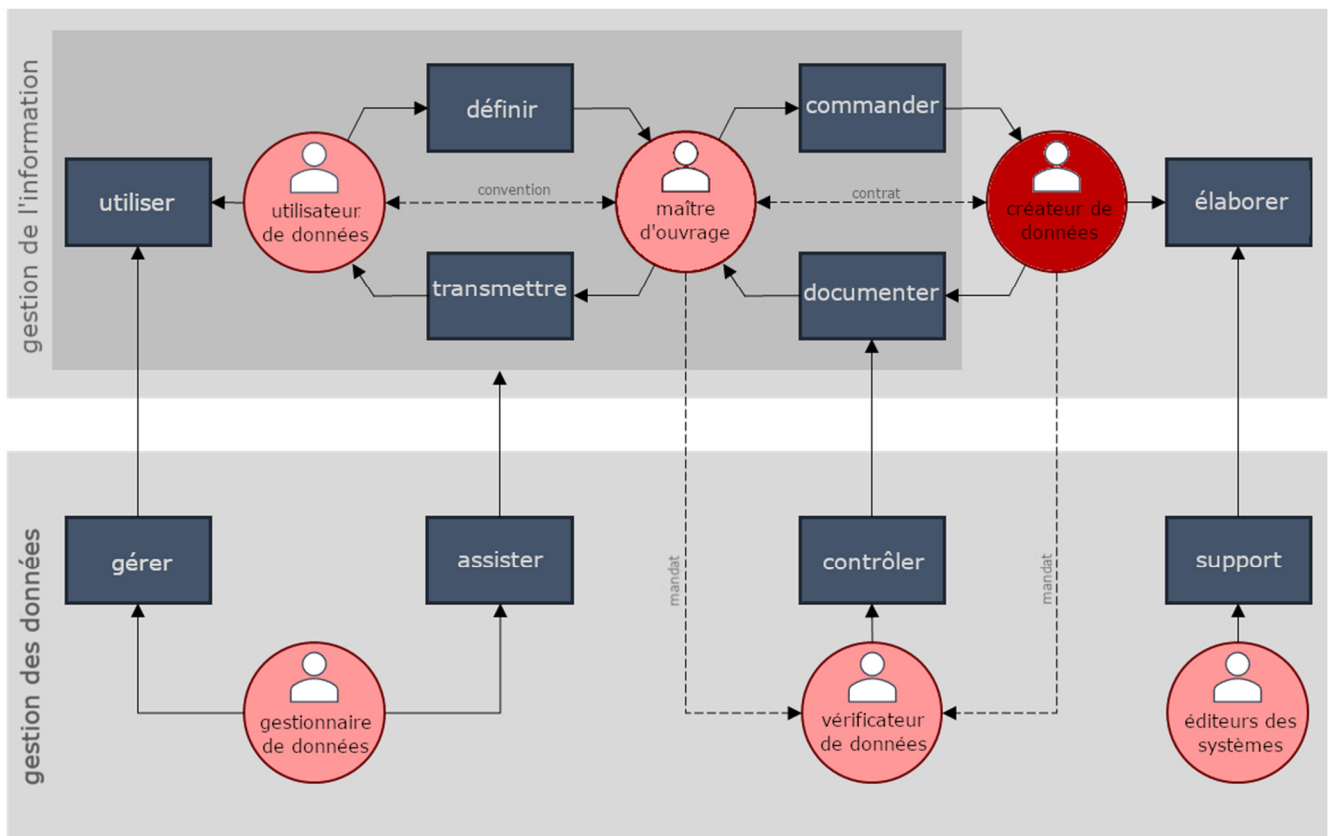 gestion de l'information
définir
commander
utiliser
utilisateur
de données
convention
maître
d'ouvrage
contrat
créateur de
données
élaborer
transmettre
documenter
gestion des données
gérer
assister
mandat
contrôler
mandat
support
gestionnaire
de données
vérificateur
de données
éditeurs des
systèmes